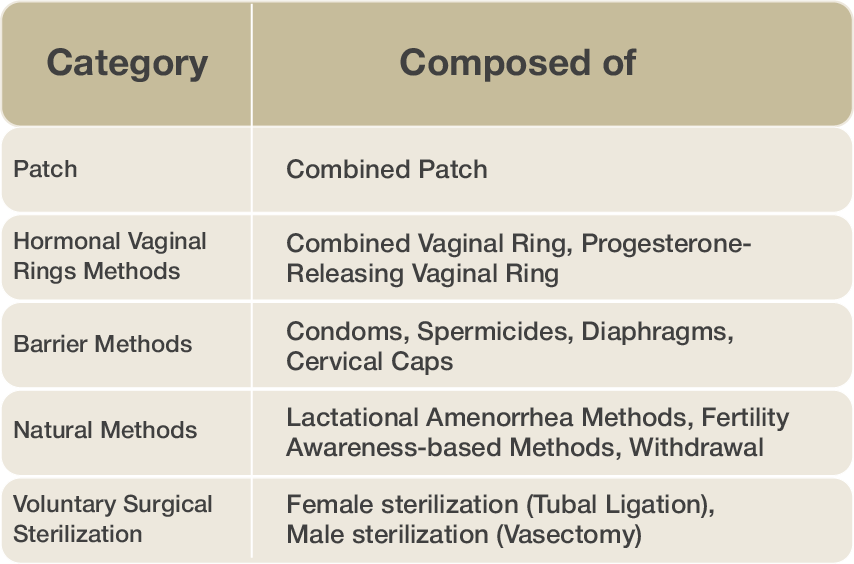 Category
Composed of
Patch
Combined Patch
Hormonal Vaginal
Rings Methods
Combined Vaginal Ring, Progesterone-
Releasing Vaginal Ring
Barrier Methods
Condoms, Spermicides, Diaphragms,
Cervical Caps
Natural Methods
Lactational Amenorrhea Methods, Fertility
Awareness-based Methods, Withdrawal
Voluntary Surgical
Sterilization
Female sterilization (Tubal Ligation),
Male sterilization (Vasectomy)